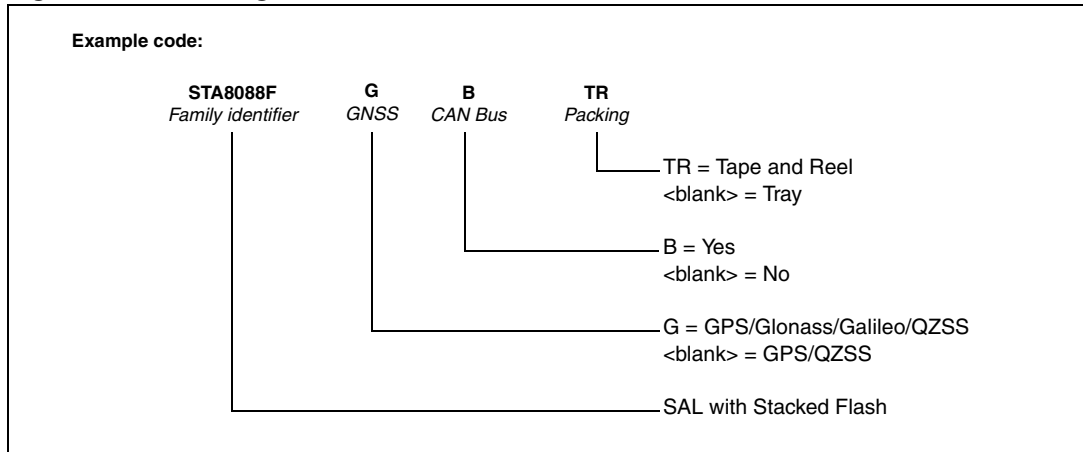 Example code:
STA8088F G B TR
Family identifier GNSS CAN Bus Packing
TR = Tape and Reel
<blank> = Tray
B = Yes
<blank> = No
G = GPS/Glonass/Galileo/QZSS
<blank> = GPS/QZSS
SAL with Stacked Flash